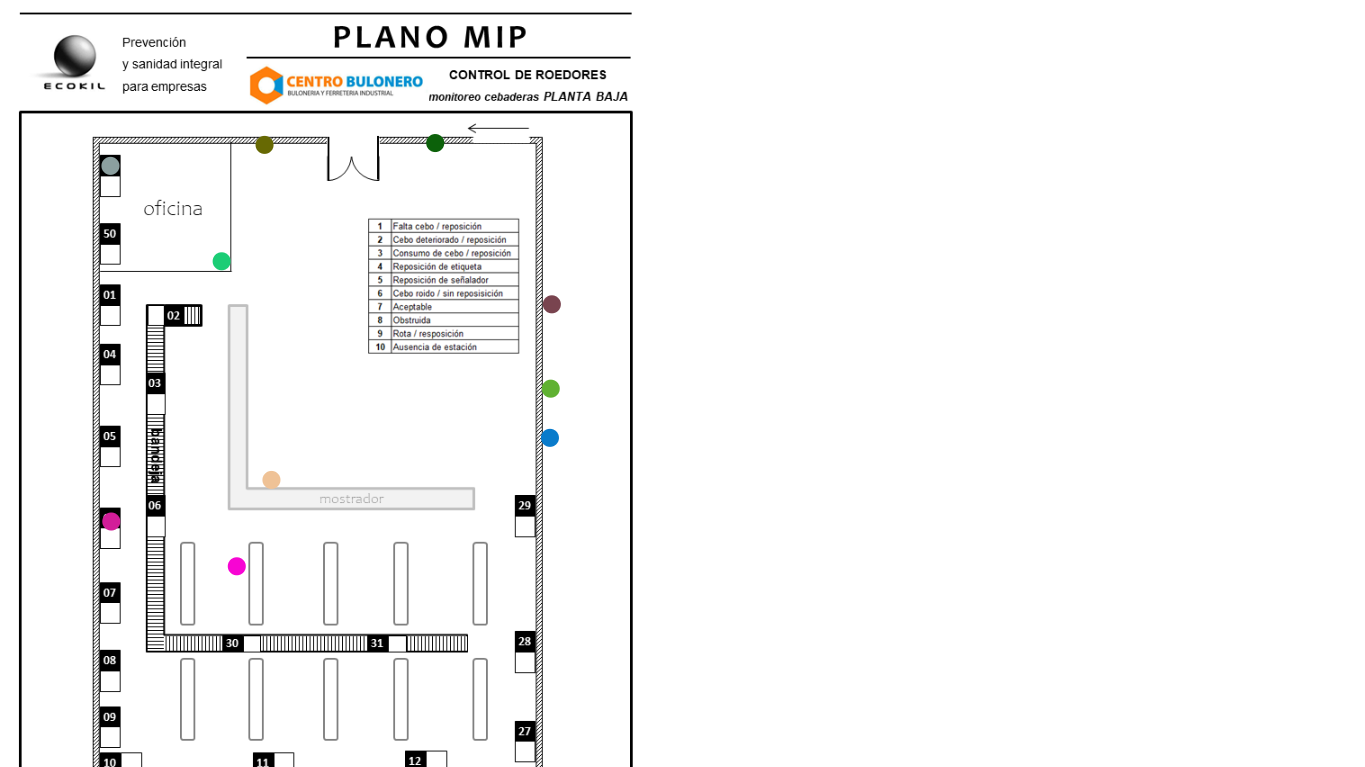 PLANO MIP
Prevención
y sanidad integral
para empresas
ECOKIL
CENTRO BULONERO
BULONERIA Y FERRETERIA INDUSTRIAL
CONTROL DE ROEDORES
monitoreo cebaderas PLANTA BAJA
oficina
50
1 Falta cebo / reposición
2 Cebo deteriorado / reposición
3 Consumo de cebo / reposición
4 Reposición de etiqueta
5 Reposición de señalador
6 Cebo roido / sin reposisición
7 Aceptable
8 Obstruida
9 Rota / resposición
10 Ausencia de estación
01
02
04
03
05
bandeja
06
mostrador
29
07
30
31
28
08
09
27
10
11
12